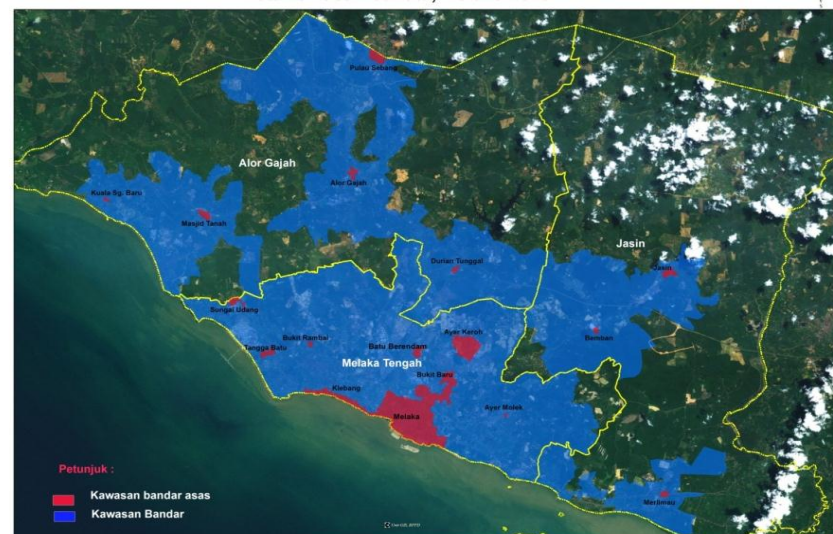 Pulau Sebang
Alor Gajah
Alor Gajah
Kuala Sg. Baru
Masjid Tanah
Jasin
Durian Tunggal
Jasin
Sungai Udang
Bemban
Bukit Rambai
Ayer Keroh
Tangga Batu
Batu Berendam
Melaka Tengah
Bukit Baru
Klebang
Ayer Molek
Melaka
Petunjuk :
Merlimau
Kawasan bandar asas
Kawasan Bandar